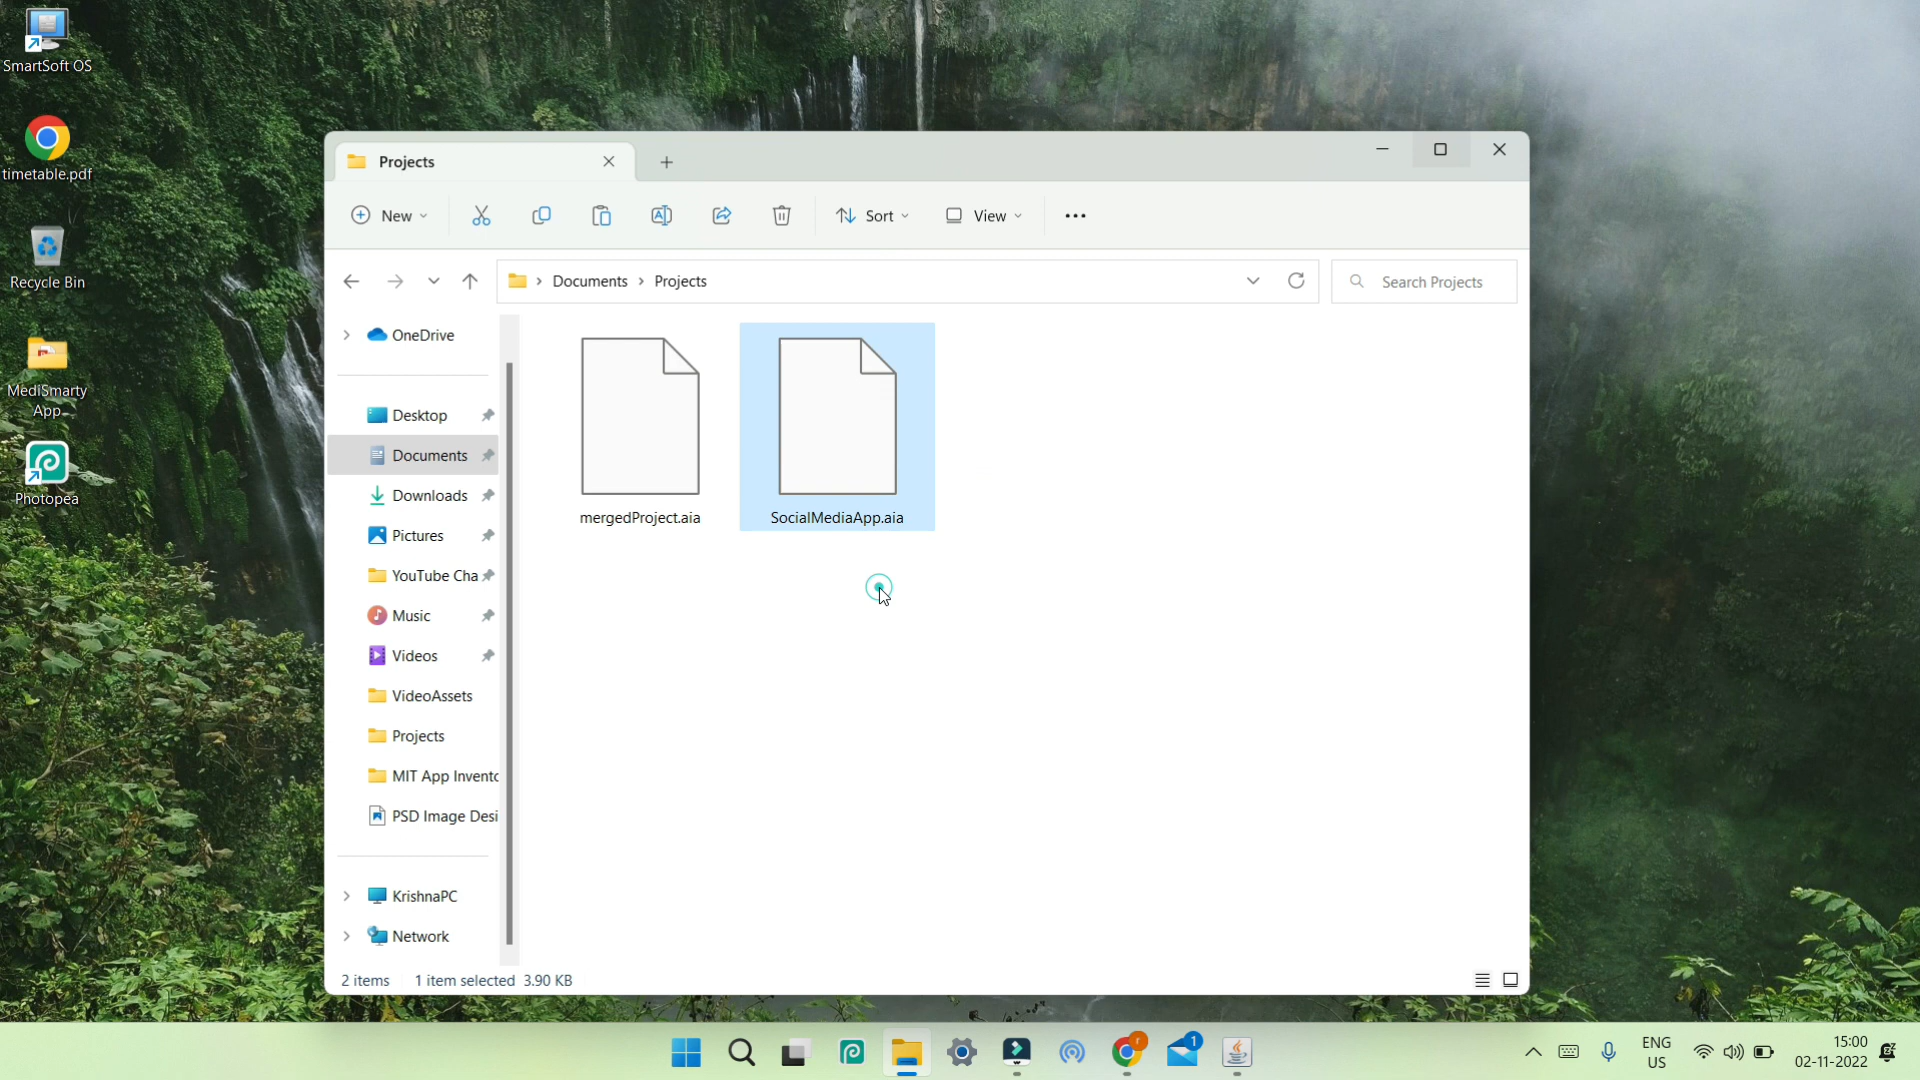 SmartSoft OS
timetable.pdf
Recycle Bin
MediSmarty
App
Photopea
Projects
New
Sort
View
Documents
Projects
Search Projects
OneDrive
Desktop
Documents
Downloads
Pictures
YouTube Cha
Music
Videos
VideoAssets
Projects
MIT App Invento
PSD Image Desi
KrishnaPC
Network
mergedProject.aia
SocialMediaApp.aia
2 items
1 item selected 3.90 KB
r
1
ENG
US
15:00
02-11-2022